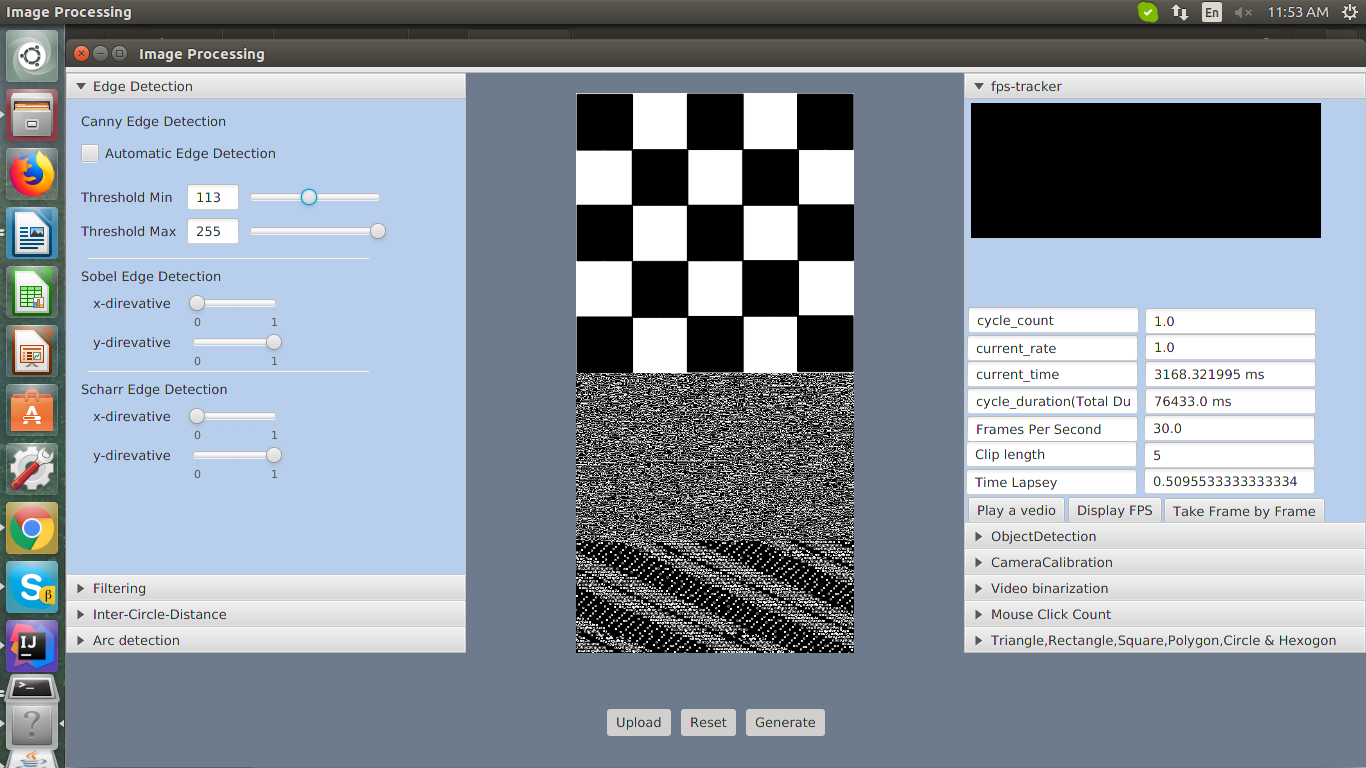 Image Processing
En
11:53 AM
Image Processing
Edge Detection
Canny Edge Detection
Automatic Edge Detection
Threshold Min 113
Threshold Max 255
Sobel Edge Detection
x-direvative
0 1
y-direvative
0 1
Scharr Edge Detection
x-direvative
0 1
y-direvative
0 1
Filtering
Inter-Circle-Distance
Arc detection
Upload Reset Generate
fps-tracker
cycle_count 1.0
current_rate 1.0
current_time 3168.321995 ms
cycle_duration(Total Du 76433.0 ms
Frames Per Second 30.0
Clip length 5
Time Lapsey 0.5095533333333334
Play a vedio Display FPS Take Frame by Frame
ObjectDetection
CameraCalibration
Video binarization
Mouse Click Count
Triangle,Rectangle,Square,Polygon,Circle & Hexogon
A
S β
IJ
>_
?